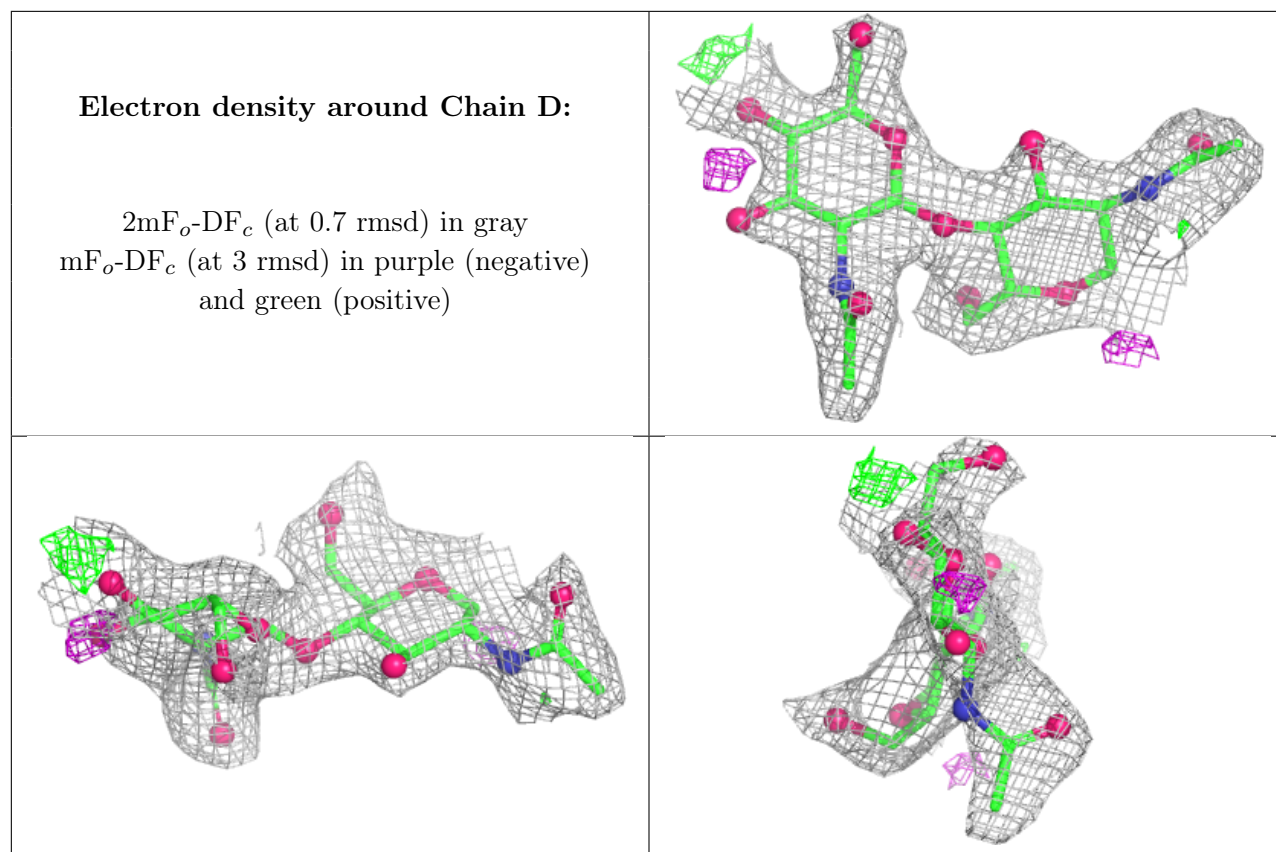 Electron density around Chain D:
2mFₒ-DF𝒸 (at 0.7 rmsd) in gray
mFₒ-DF𝒸 (at 3 rmsd) in purple (negative)
and green (positive)